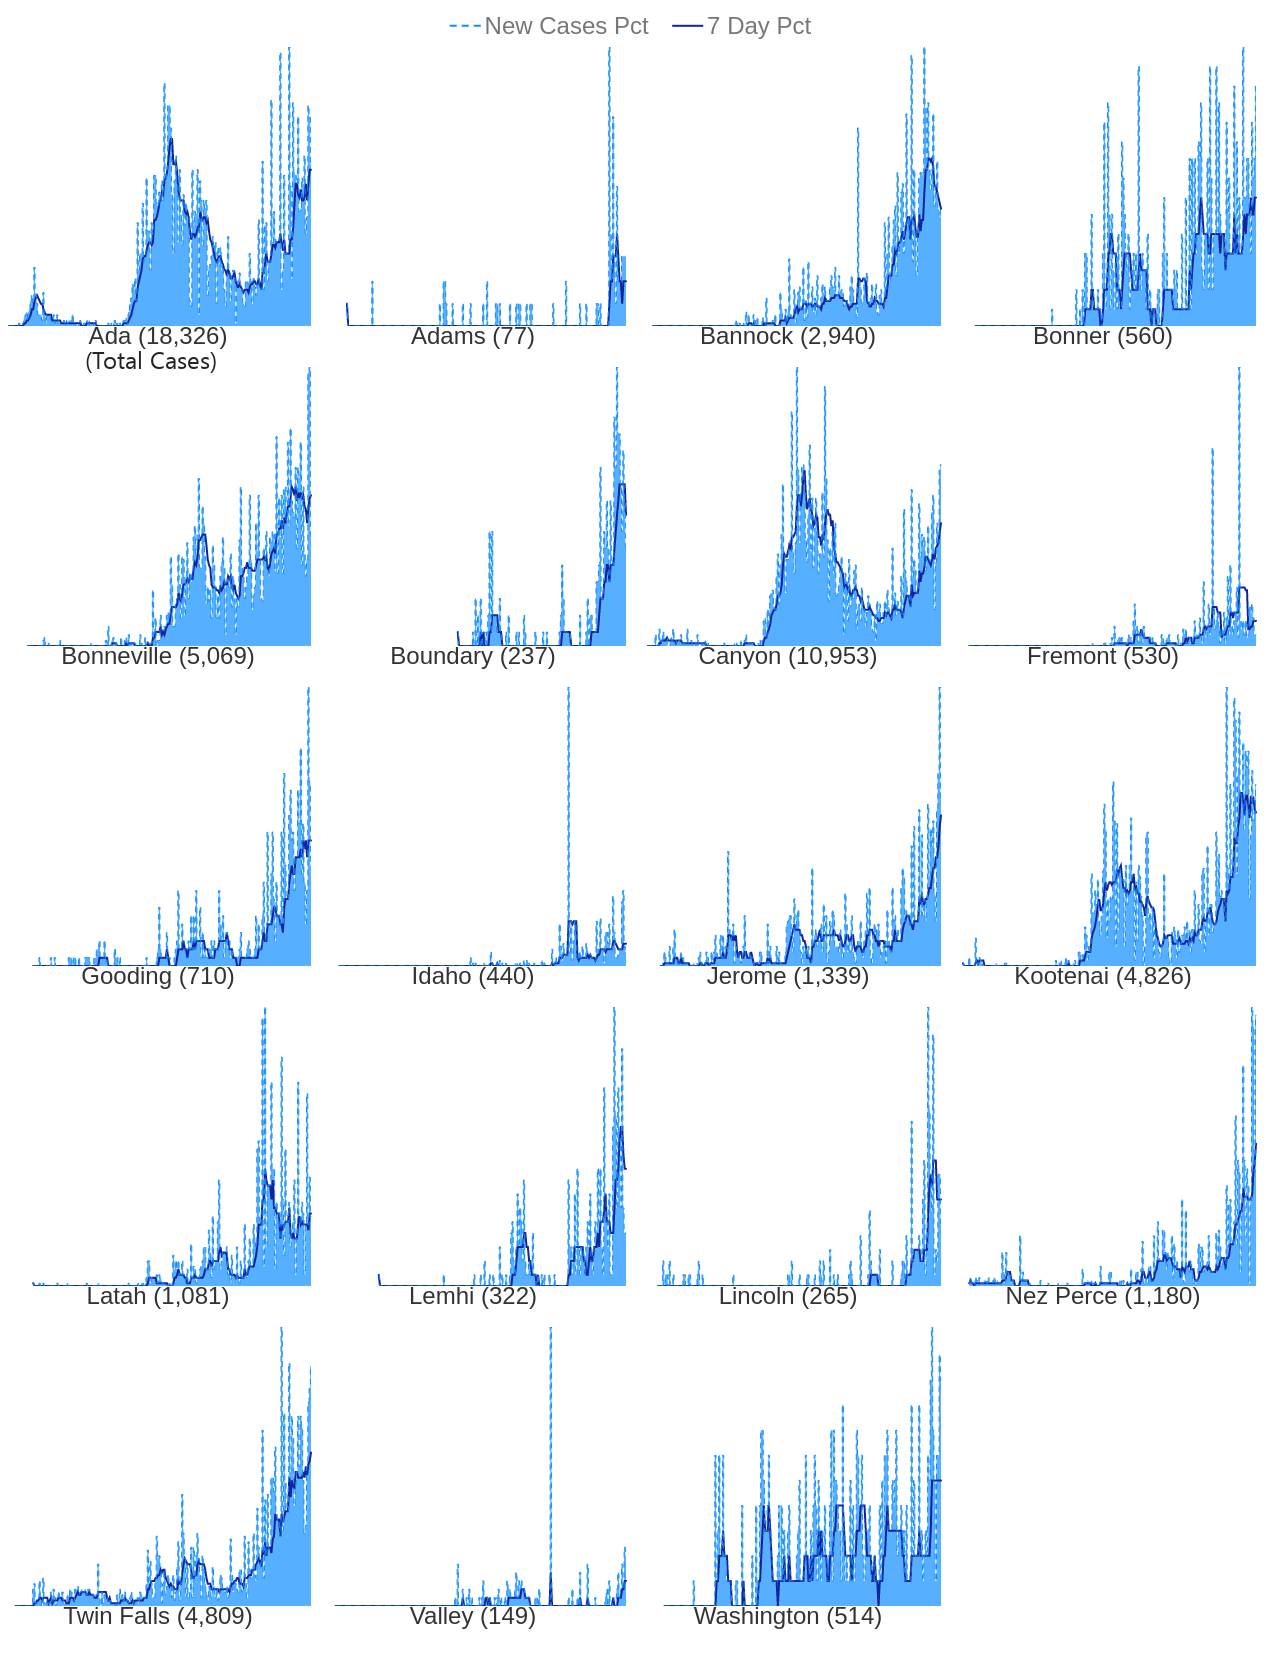 New Cases Pct 7 Day Pct
Ada (18,326) Adams (77) Bannock (2,940) Bonner (560)
(Total Cases)
Bonneville (5,069) Boundary (237) Canyon (10,953) Fremont (530)
Gooding (710) Idaho (440) Jerome (1,339) Kootenai (4,826)
Latah (1,081) Lemhi (322) Lincoln (265) Nez Perce (1,180)
Twin Falls (4,809) Valley (149) Washington (514)